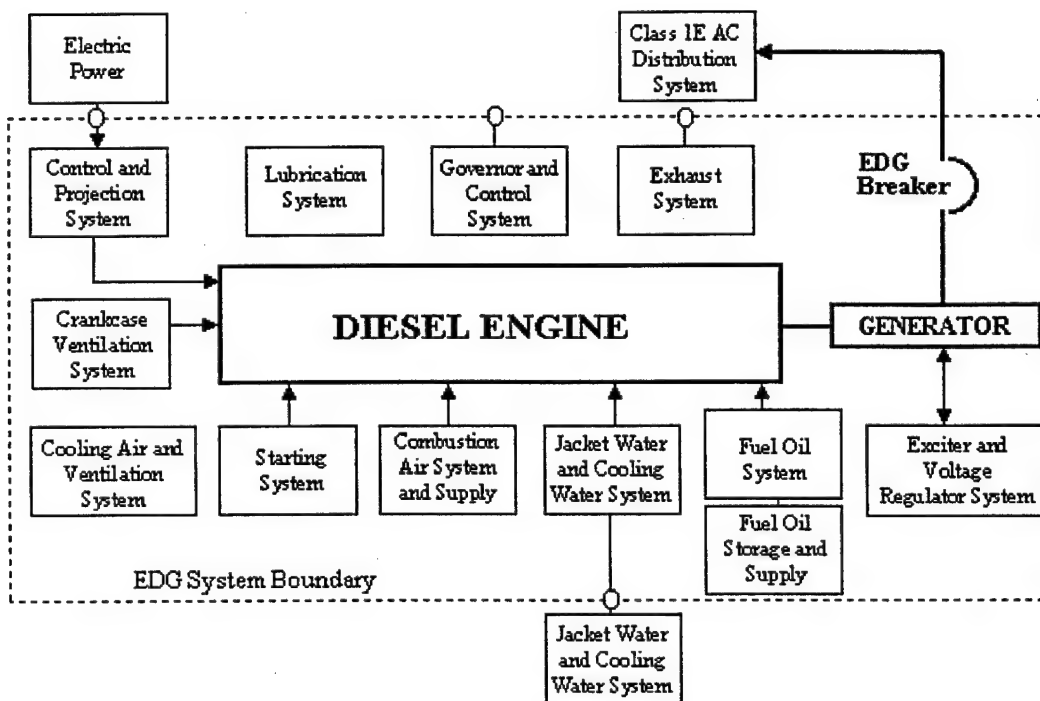 Electric
Power
Class 1E AC
Distribution
System
Control and
Projection
System
Lubrication
System
Governor and
Control
System
Exhaust
System
EDG
Breaker
Crankcase
Ventilation
System
DIESEL ENGINE
GENERATOR
Cooling Air and
Ventilation
System
Starting
System
Combustion
Air System
and Supply
Jacket Water
and Cooling
Water System
Fuel Oil
System
Fuel Oil
Storage and
Supply
Exciter and
Voltage
Regulator System
EDG System Boundary
Jacket Water
and Cooling
Water System